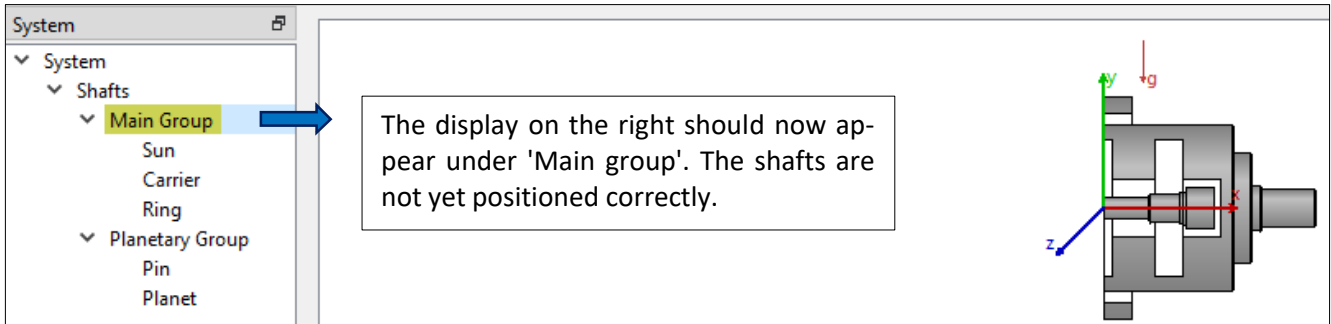 System
System
Shafts
Main Group
Sun
Carrier
Ring
Planetary Group
Pin
Planet
The display on the right should now ap-
pear under 'Main group'. The shafts are
not yet positioned correctly.
y
g
x
z